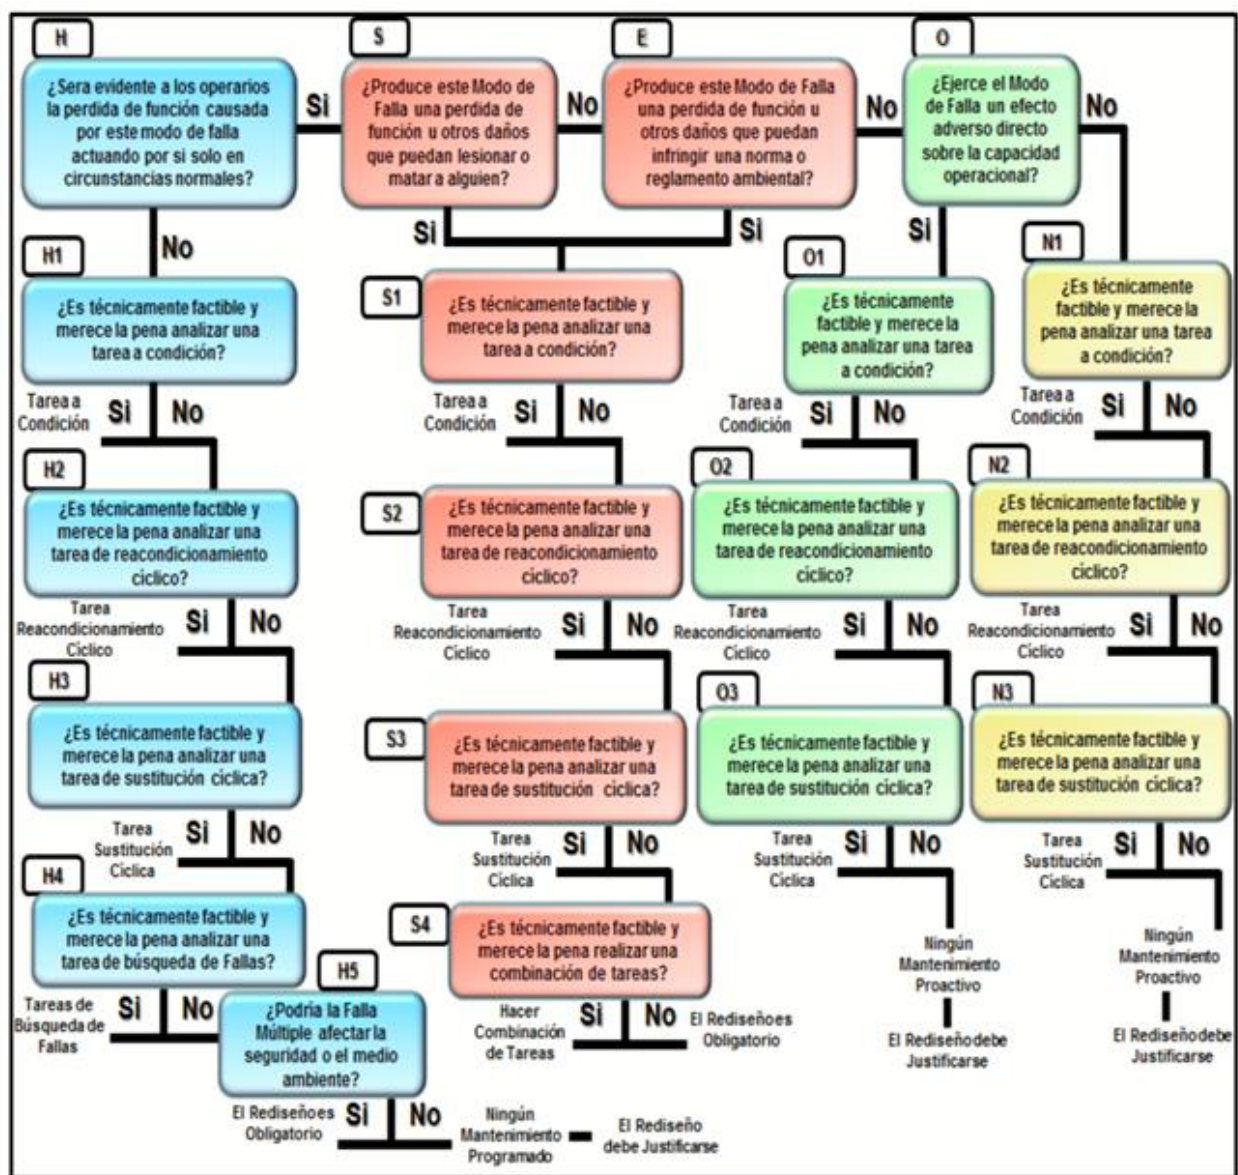 H
¿Sera evidente a los operarios
la perdida de función causada
por este modo de falla
actuando por si solo en
circunstancias normales?
Si
S
¿Produce este Modo de
Falla una perdida de
función u otros daños
que puedan lesionar o
matar a alguien?
No
E
¿Produce este Modo de Falla
una perdida de función u
otros daños que puedan
infringir una norma o
reglamento ambiental?
No
O
¿Ejerce el Modo
de Falla un efecto
adverso directo
sobre la capacidad
operacional?
No
No
Si
Si
Si
H1
¿Es técnicamente factible y
merece la pena analizar una
tarea a condición?
S1
¿Es técnicamente factible y
merece la pena analizar una
tarea a condición?
O1
¿Es técnicamente
factible y merece la
pena analizar una tarea
a condición?
N1
¿Es técnicamente
factible y merece la
pena analizar una tarea
a condición?
Tarea a
Condición
Si
No
Tarea a
Condición
Si
No
Tarea a
Condición
Si
No
Tarea a
Condición
Si
No
H2
¿Es técnicamente factible y
merece la pena analizar una
tarea de reacondicionamiento
cíclico?
S2
¿Es técnicamente factible y
merece la pena analizar una
tarea de reacondicionamiento
cíclico?
O2
¿Es técnicamente factible y
merece la pena analizar una
tarea de reacondicionamiento
cíclico?
N2
¿Es técnicamente factible y
merece la pena analizar una
tarea de reacondicionamiento
cíclico?
Tarea
Reacondicionamiento
Cíclico
Si
No
Tarea
Reacondicionamiento
Cíclico
Si
No
Tarea
Reacondicionamiento
Cíclico
Si
No
Tarea
Reacondicionamiento
Cíclico
Si
No
H3
¿Es técnicamente factible y
merece la pena analizar una
tarea de sustitución cíclica?
S3
¿Es técnicamente factible y
merece la pena analizar una
tarea de sustitución cíclica?
O3
¿Es técnicamente factible y
merece la pena analizar una
tarea de sustitución cíclica?
N3
¿Es técnicamente factible y
merece la pena analizar una
tarea de sustitución cíclica?
Tarea
Sustitución
Cíclica
Si
No
Tarea
Sustitución
Cíclica
Si
No
Tarea
Sustitución
Cíclica
Si
No
Tarea
Sustitución
Cíclica
Si
No
H4
¿Es técnicamente factible y
merece la pena analizar una
tarea de búsqueda de Fallas?
S4
¿Es técnicamente factible y
merece la pena realizar una
combinación de tareas?
Ningún
Mantenimiento
Proactivo
Ningún
Mantenimiento
Proactivo
Tareas de
Búsqueda de
Fallas
Si
No
H5
¿Podría la Falla
Múltiple afectar la
seguridad o el medio
ambiente?
Hacer
Combinación
de Tareas
Si
No
El Rediseño es
Obligatorio
El Rediseño debe
Justificarse
El Rediseño debe
Justificarse
El Rediseño es
Obligatorio
Si
No
Ningún
Mantenimiento
Programado
El Rediseño
debe Justificarse